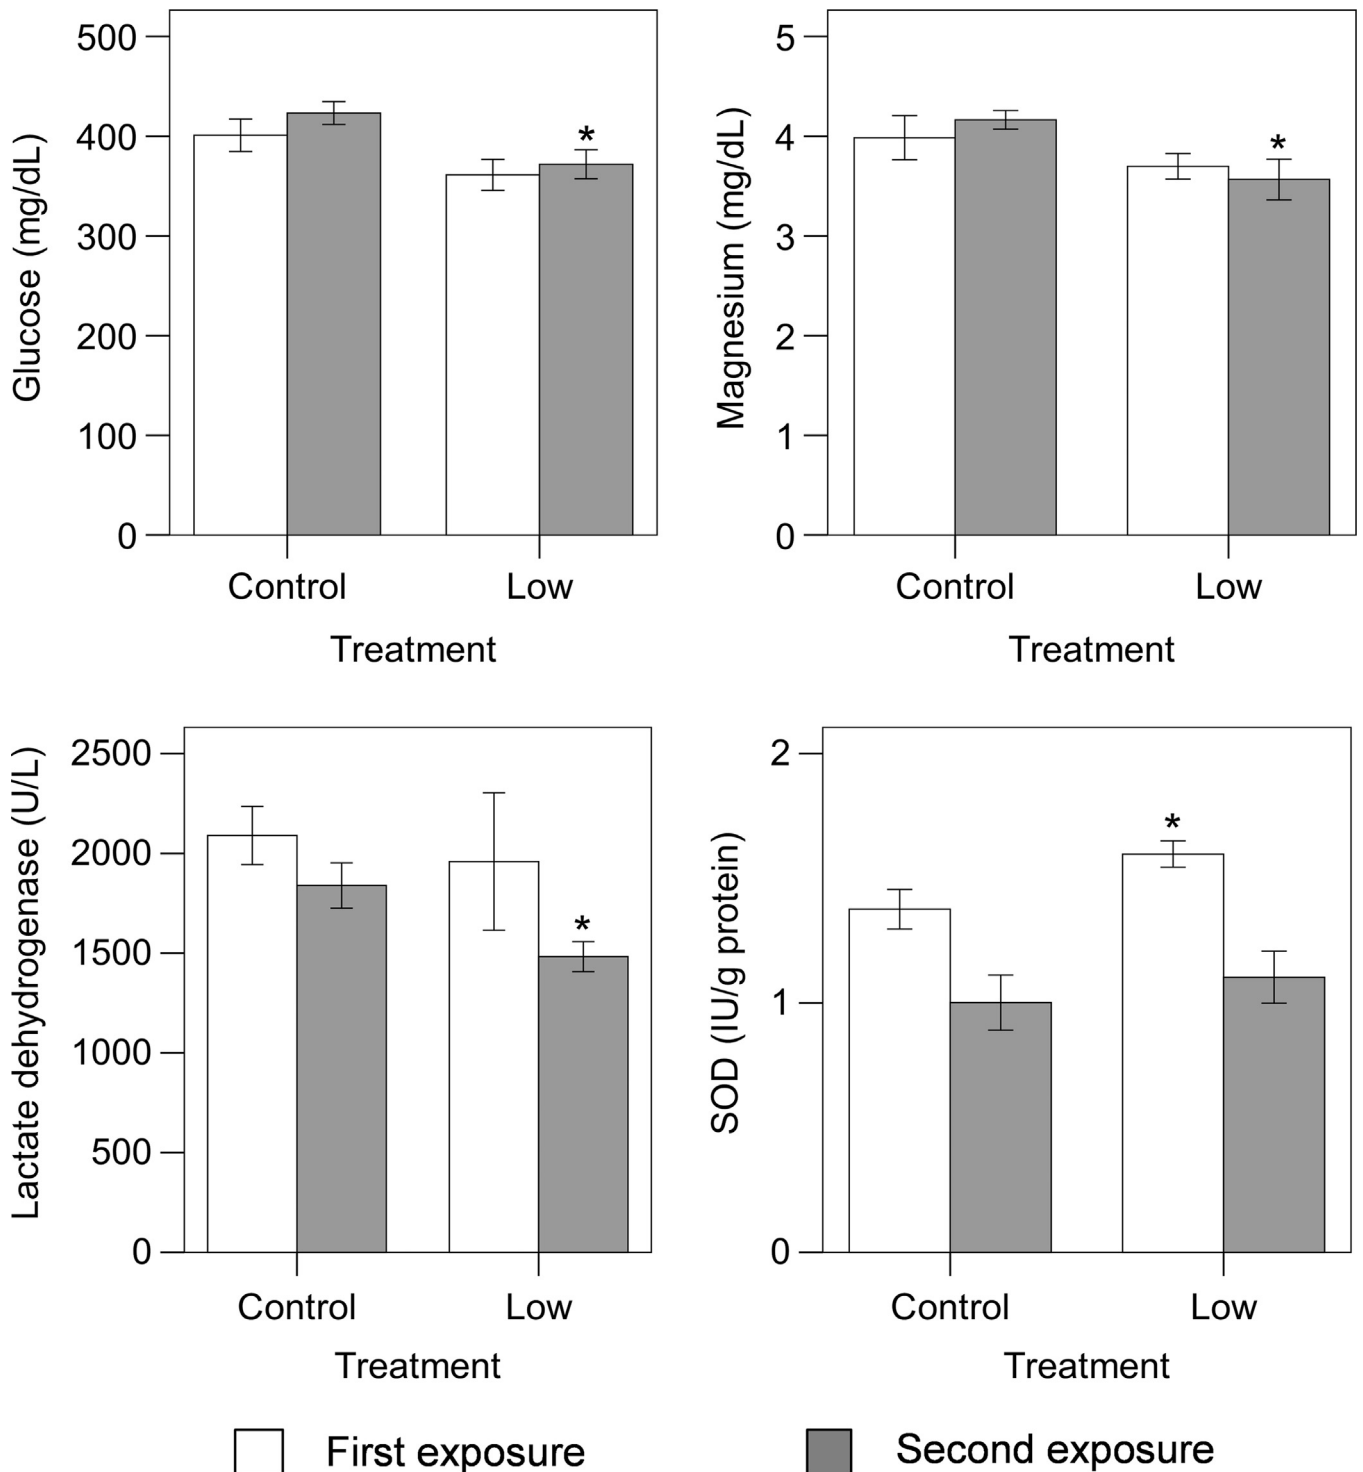 Glucose (mg/dL)
500
400
300
200
100
0
*
Control
Low
Treatment
Magnesium (mg/dL)
5
4
3
2
1
0
*
Control
Low
Treatment
Lactate dehydrogenase (U/L)
2500
2000
1500
1000
500
0
*
Control
Low
Treatment
SOD (IU/g protein)
2
1
0
*
Control
Low
Treatment
First exposure
Second exposure